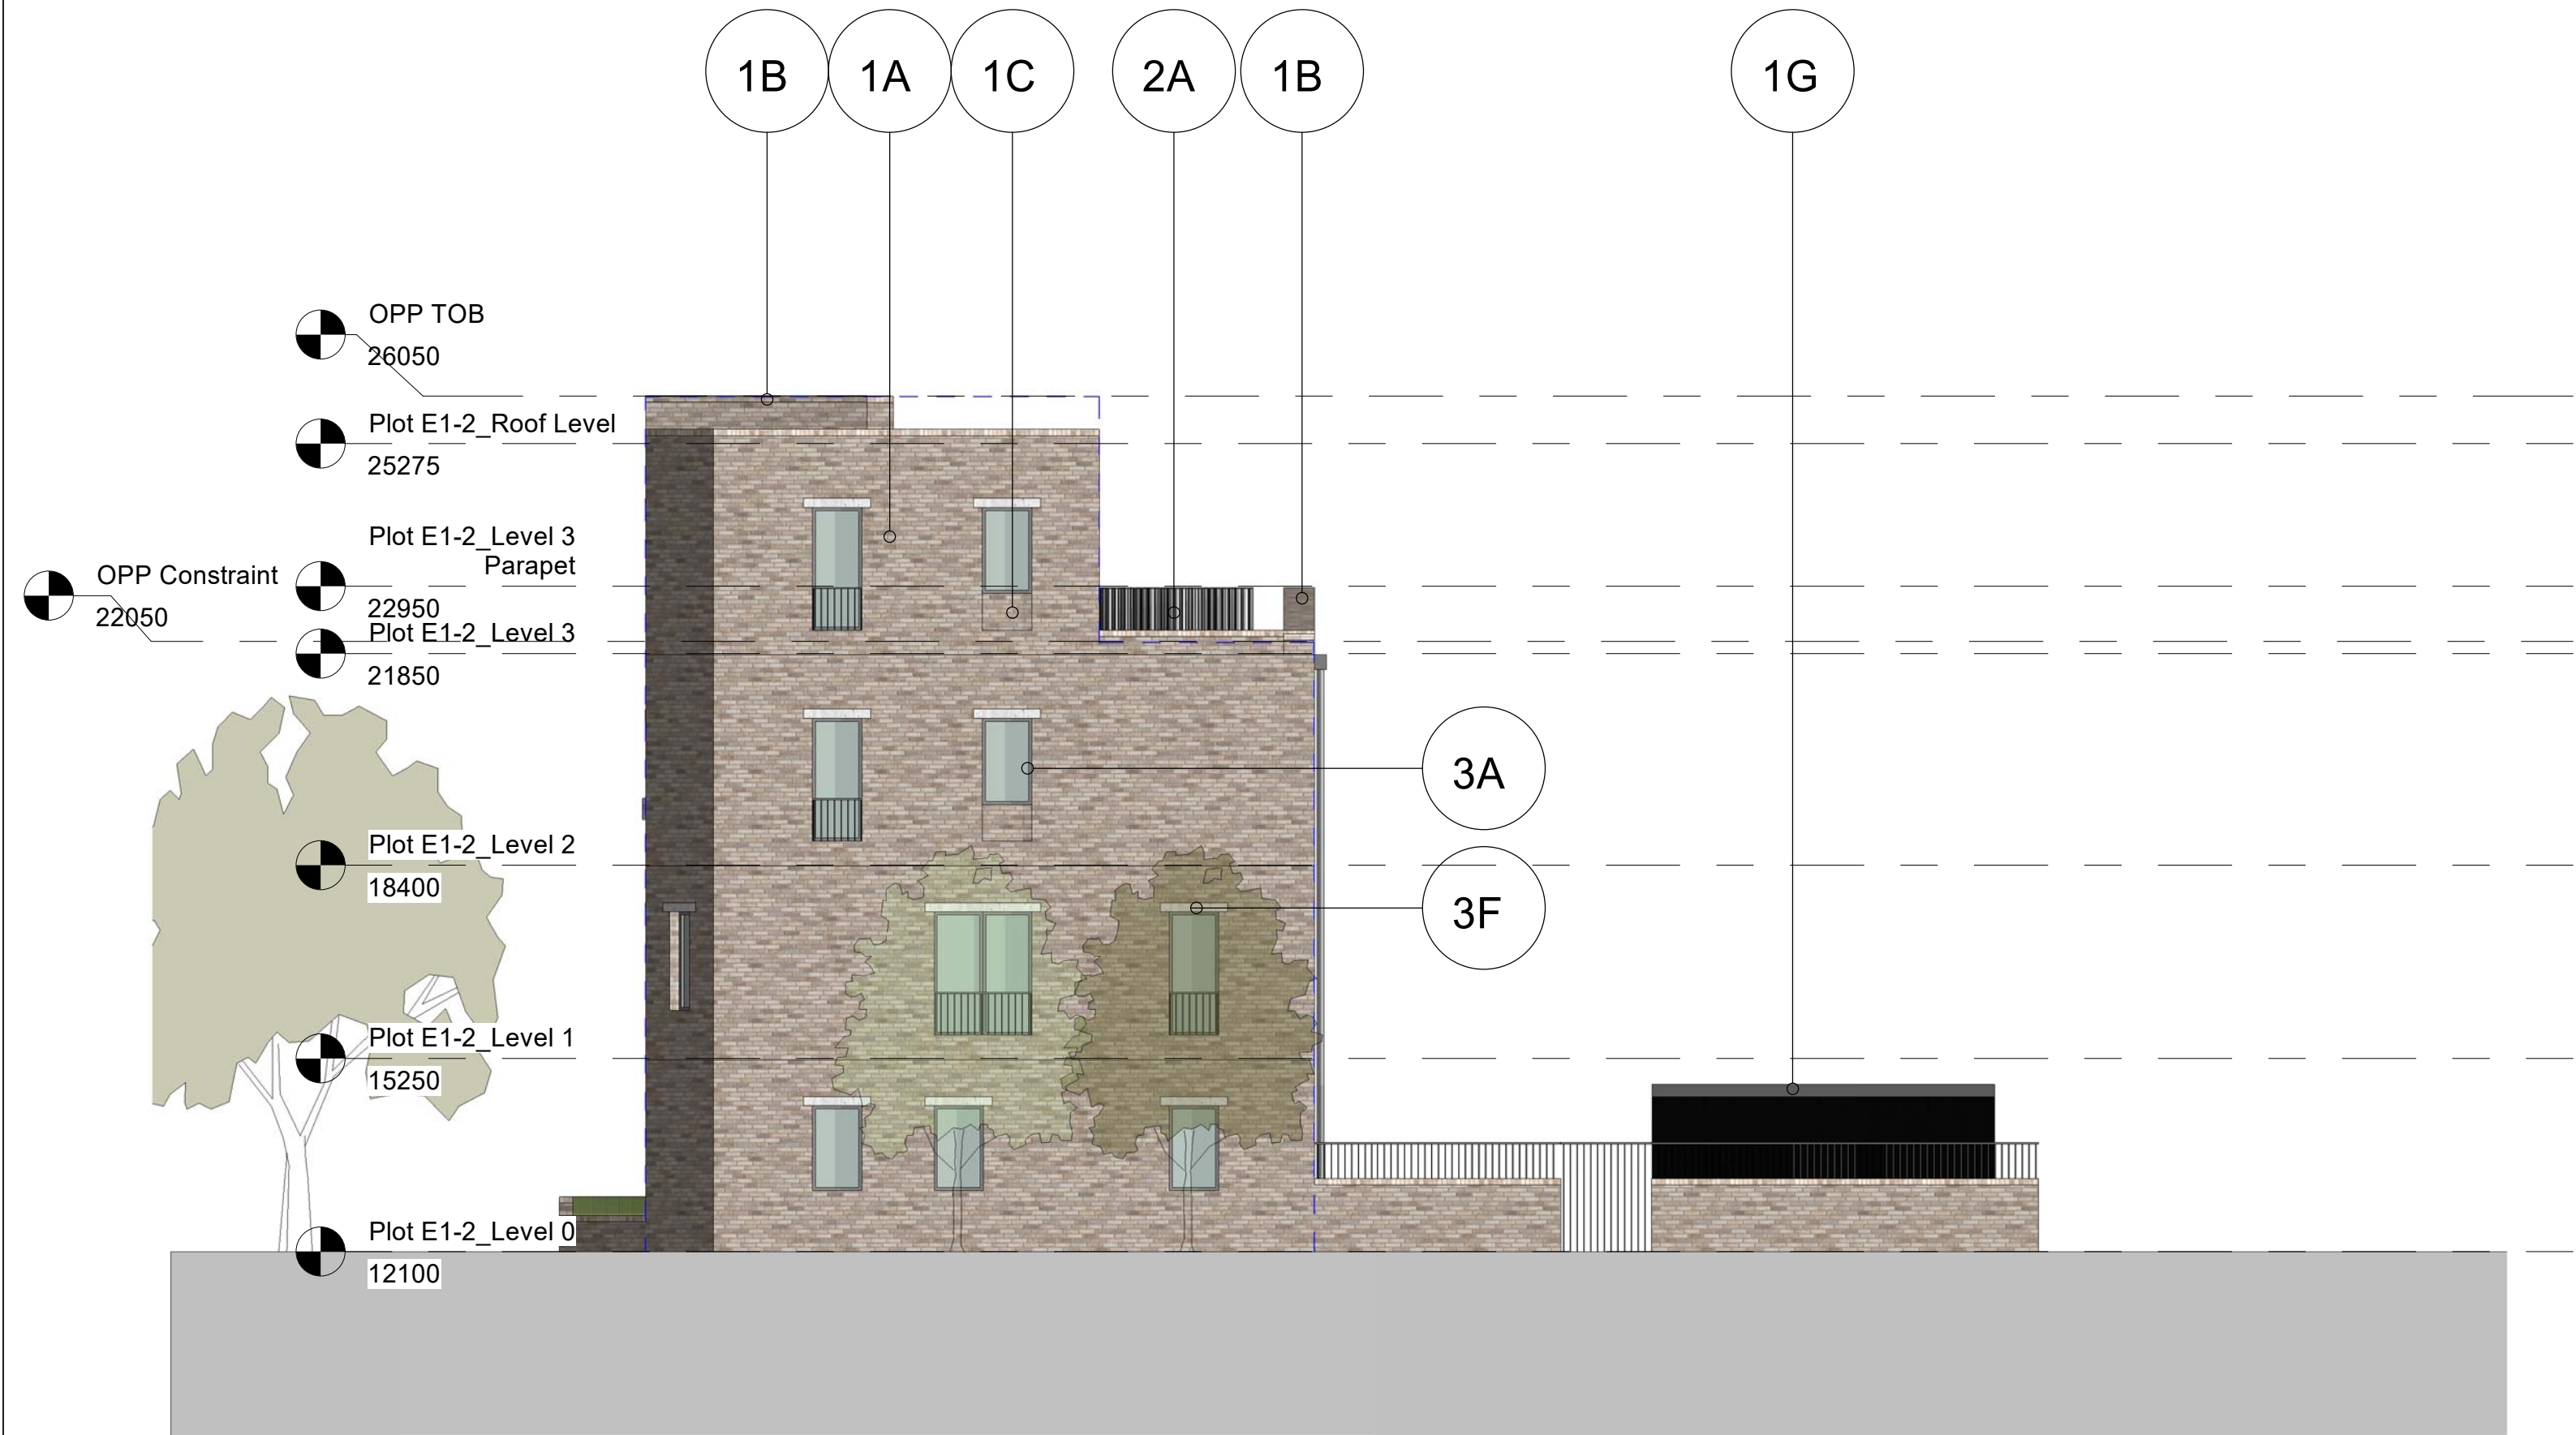 1B
1A
1C
2A
1B
1G
OPP TOB
26050
Plot E1-2_Roof Level
25275
Plot E1-2_Level 3
Parapet
22950
OPP Constraint
22050
Plot E1-2_Level 3
21850
3A
Plot E1-2_Level 2
18400
3F
Plot E1-2_Level 1
15250
Plot E1-2_Level 0
12100